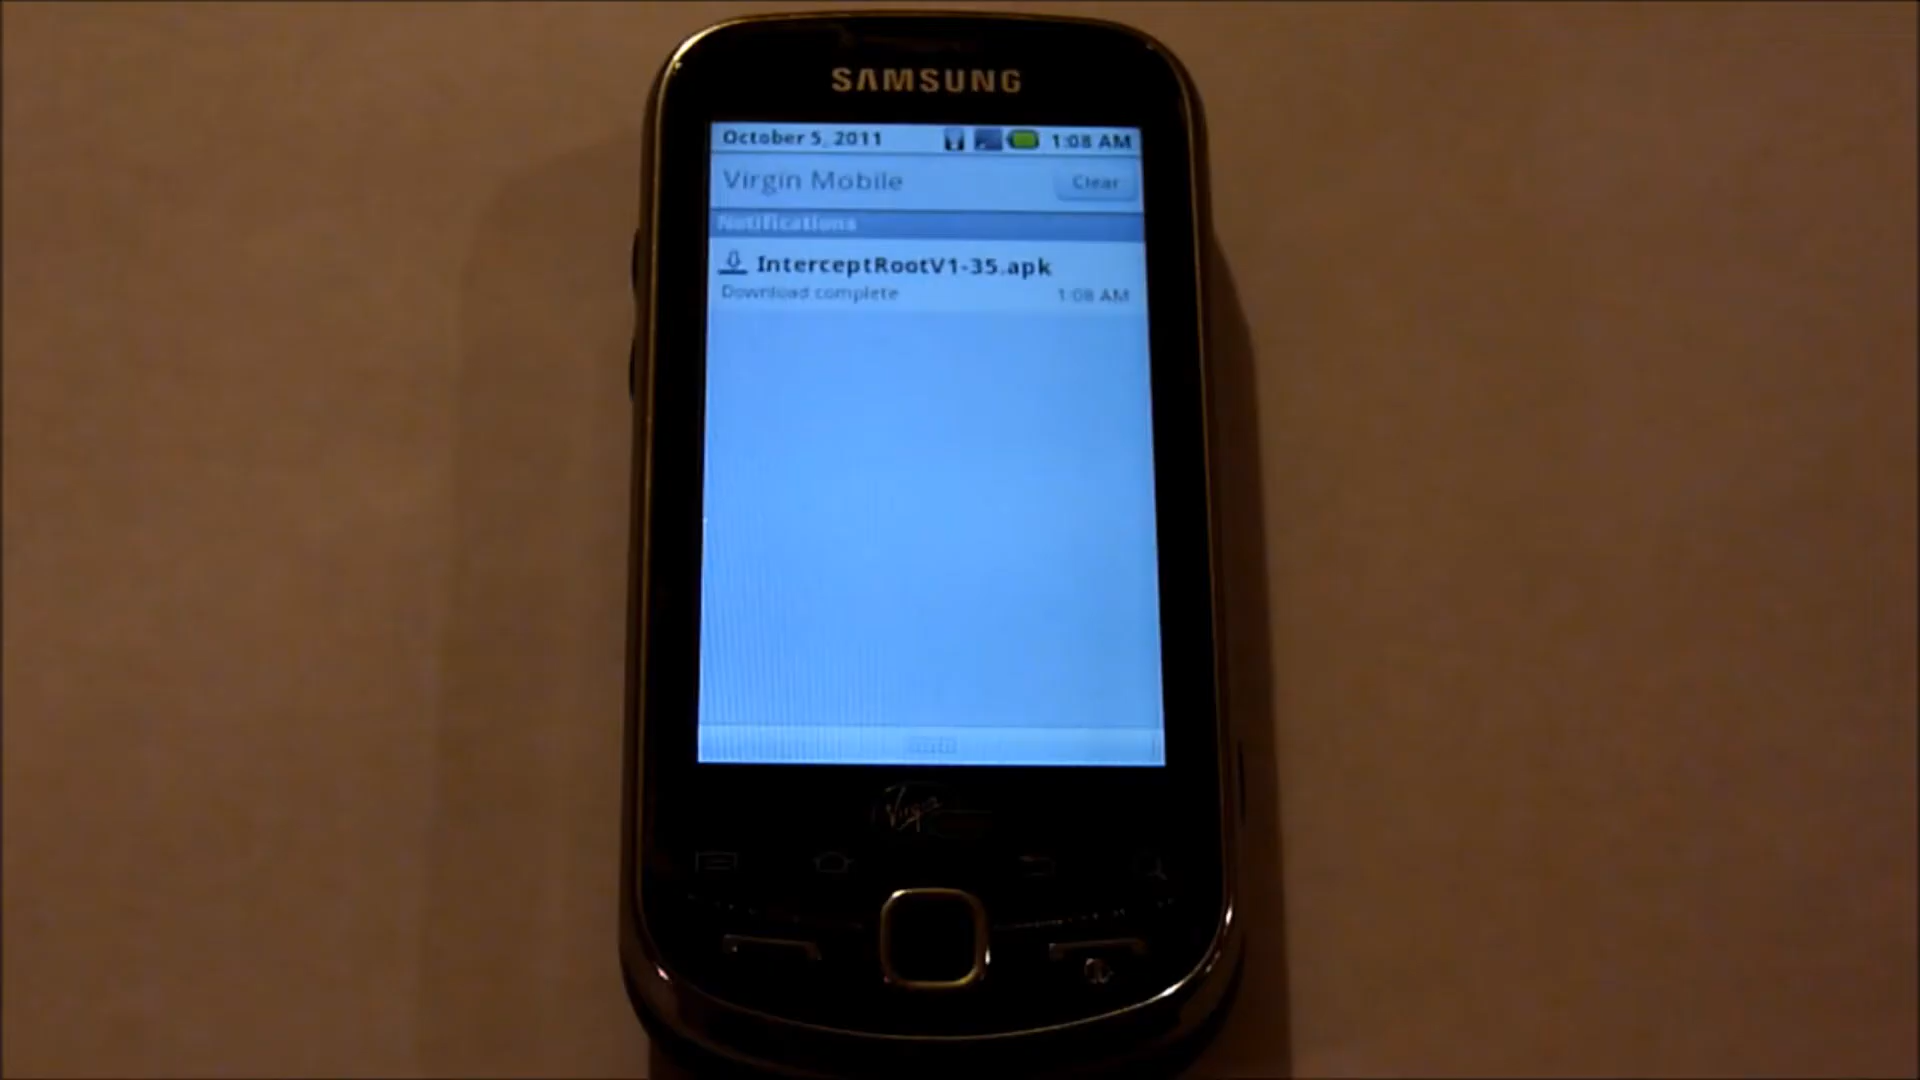 SAMSUNG
October 5, 2011 1:08 AM
Virgin Mobile Clear
Notifications
InterceptRootV1-35.apk
Download complete 1:08 AM
Virgin